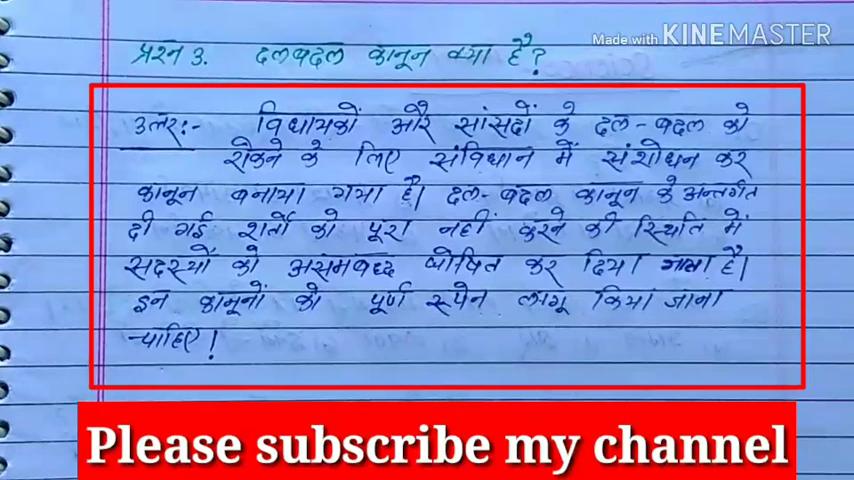 Made with KINEMASTER
प्रश्न 3. दलबदल कानून क्या है?
उत्तर:- विधायकों और सांसदों के दल-बदल को
रोकने के लिए संविधान में संशोधन कर
कानून बनाया गया है। दल-बदल कानून के अन्तर्गत
दी गई शर्तों को पूरा नहीं करने की स्थिति में
सदस्यों को असमबध्द घोषित कर दिया जाता है।
इन कानूनों को पूर्ण रुपेन लागू किया जाना
चाहिए!
Please subscribe my channel